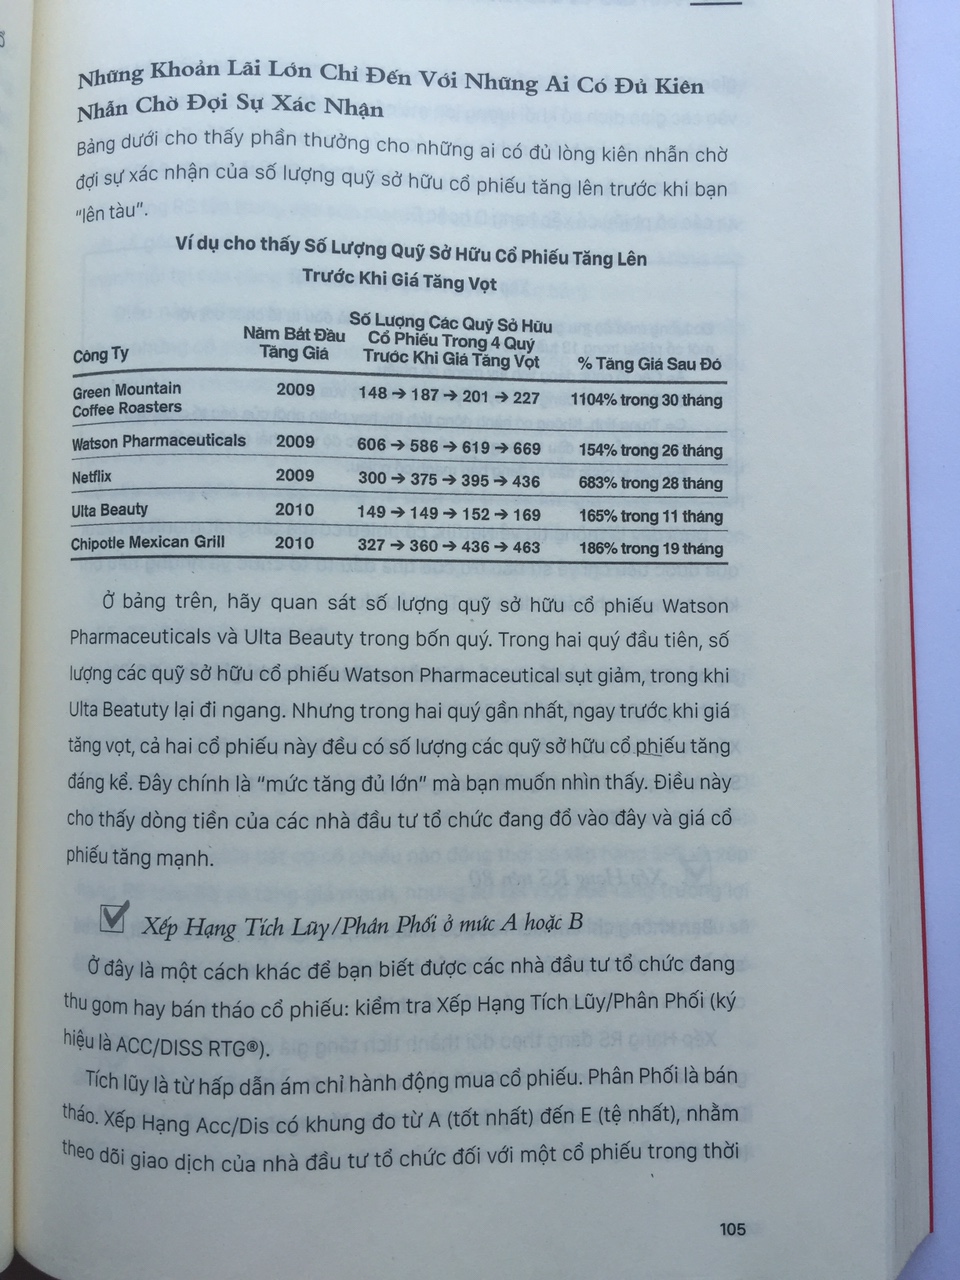 Những Khoản Lãi Lớn Chỉ Đến Với Những Ai Có Đủ Kiên
Nhẫn Chờ Đợi Sự Xác Nhận
Bảng dưới cho thấy phần thưởng cho những ai có đủ lòng kiên nhẫn chờ
đợi sự xác nhận của số lượng quỹ sở hữu cổ phiếu tăng lên trước khi bạn
“lên tàu”.
Ví dụ cho thấy Số Lượng Quỹ Sở Hữu Cổ Phiếu Tăng Lên
Trước Khi Giá Tăng Vọt
Công Ty Năm Bắt Đầu Tăng Giá Số Lượng Các Quỹ Sở Hữu Cổ Phiếu Trong 4 Quý Trước Khi Giá Tăng Vọt % Tăng Giá Sau Đó
Green Mountain Coffee Roasters 2009 148 → 187 → 201 → 227 1104% trong 30 tháng
Watson Pharmaceuticals 2009 606 → 586 → 619 → 669 154% trong 26 tháng
Netflix 2009 300 → 375 → 395 → 436 683% trong 28 tháng
Ulta Beauty 2010 149 → 149 → 152 → 169 165% trong 11 tháng
Chipotle Mexican Grill 2010 327 → 360 → 436 → 463 186% trong 19 tháng
Ở bảng trên, hãy quan sát số lượng quỹ sở hữu cổ phiếu Watson
Pharmaceuticals và Ulta Beauty trong bốn quý. Trong hai quý đầu tiên, số
lượng các quỹ sở hữu cổ phiếu Watson Pharmaceutical sụt giảm, trong khi
Ulta Beatuty lại đi ngang. Nhưng trong hai quý gần nhất, ngay trước khi giá
tăng vọt, cả hai cổ phiếu này đều có số lượng các quỹ sở hữu cổ phiếu tăng
đáng kể. Đây chính là “mức tăng đủ lớn” mà bạn muốn nhìn thấy. Điều này
cho thấy dòng tiền của các nhà đầu tư tổ chức đang đổ vào đây và giá cổ
phiếu tăng mạnh.
Xếp Hạng Tích Lũy/Phân Phối ở mức A hoặc B
Ở đây là một cách khác để bạn biết được các nhà đầu tư tổ chức đang
thu gom hay bán tháo cổ phiếu: kiểm tra Xếp Hạng Tích Lũy/Phân Phối (ký
hiệu là ACC/DISS RTG®).
Tích lũy là từ hấp dẫn ám chỉ hành động mua cổ phiếu. Phân Phối là bán
tháo. Xếp Hạng Acc/Dis có khung đo từ A (tốt nhất) đến E (tệ nhất), nhằm
theo dõi giao dịch của nhà đầu tư tổ chức đối với một cổ phiếu trong thời
105